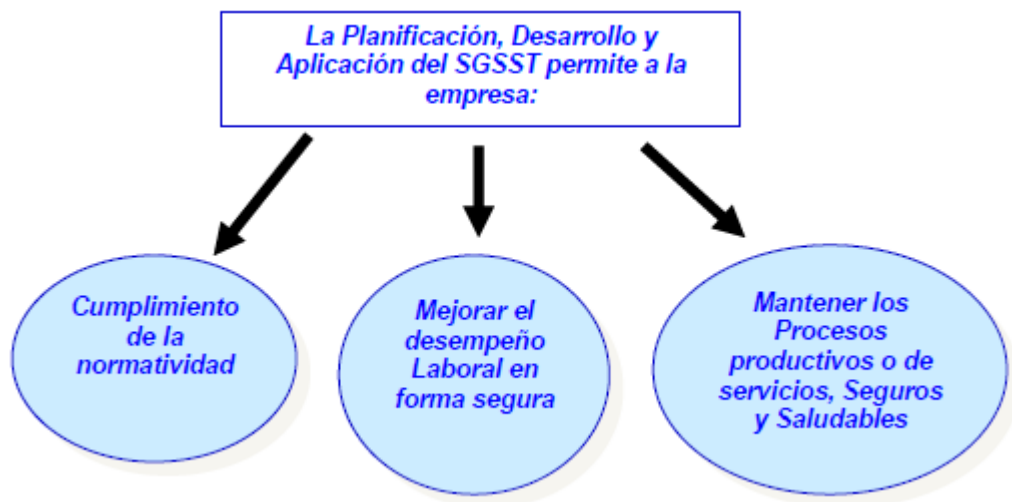 La Planificación, Desarrollo y
Aplicación del SGSST permite a la
empresa:
Cumplimiento
de la
normatividad
Mejorar el
desempeño
Laboral en
forma segura
Mantener los
Procesos
productivos o de
servicios, Seguros
y Saludables